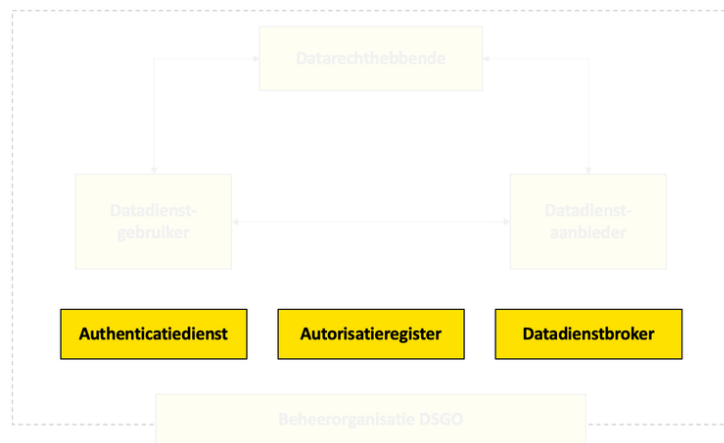 Datarechthebbende
Datadienst-
gebruiker
Datadienst-
aanbieder
Authenticatiedienst
Autorisatieregister
Datadienstbroker
Beheerorganisatie DSGO